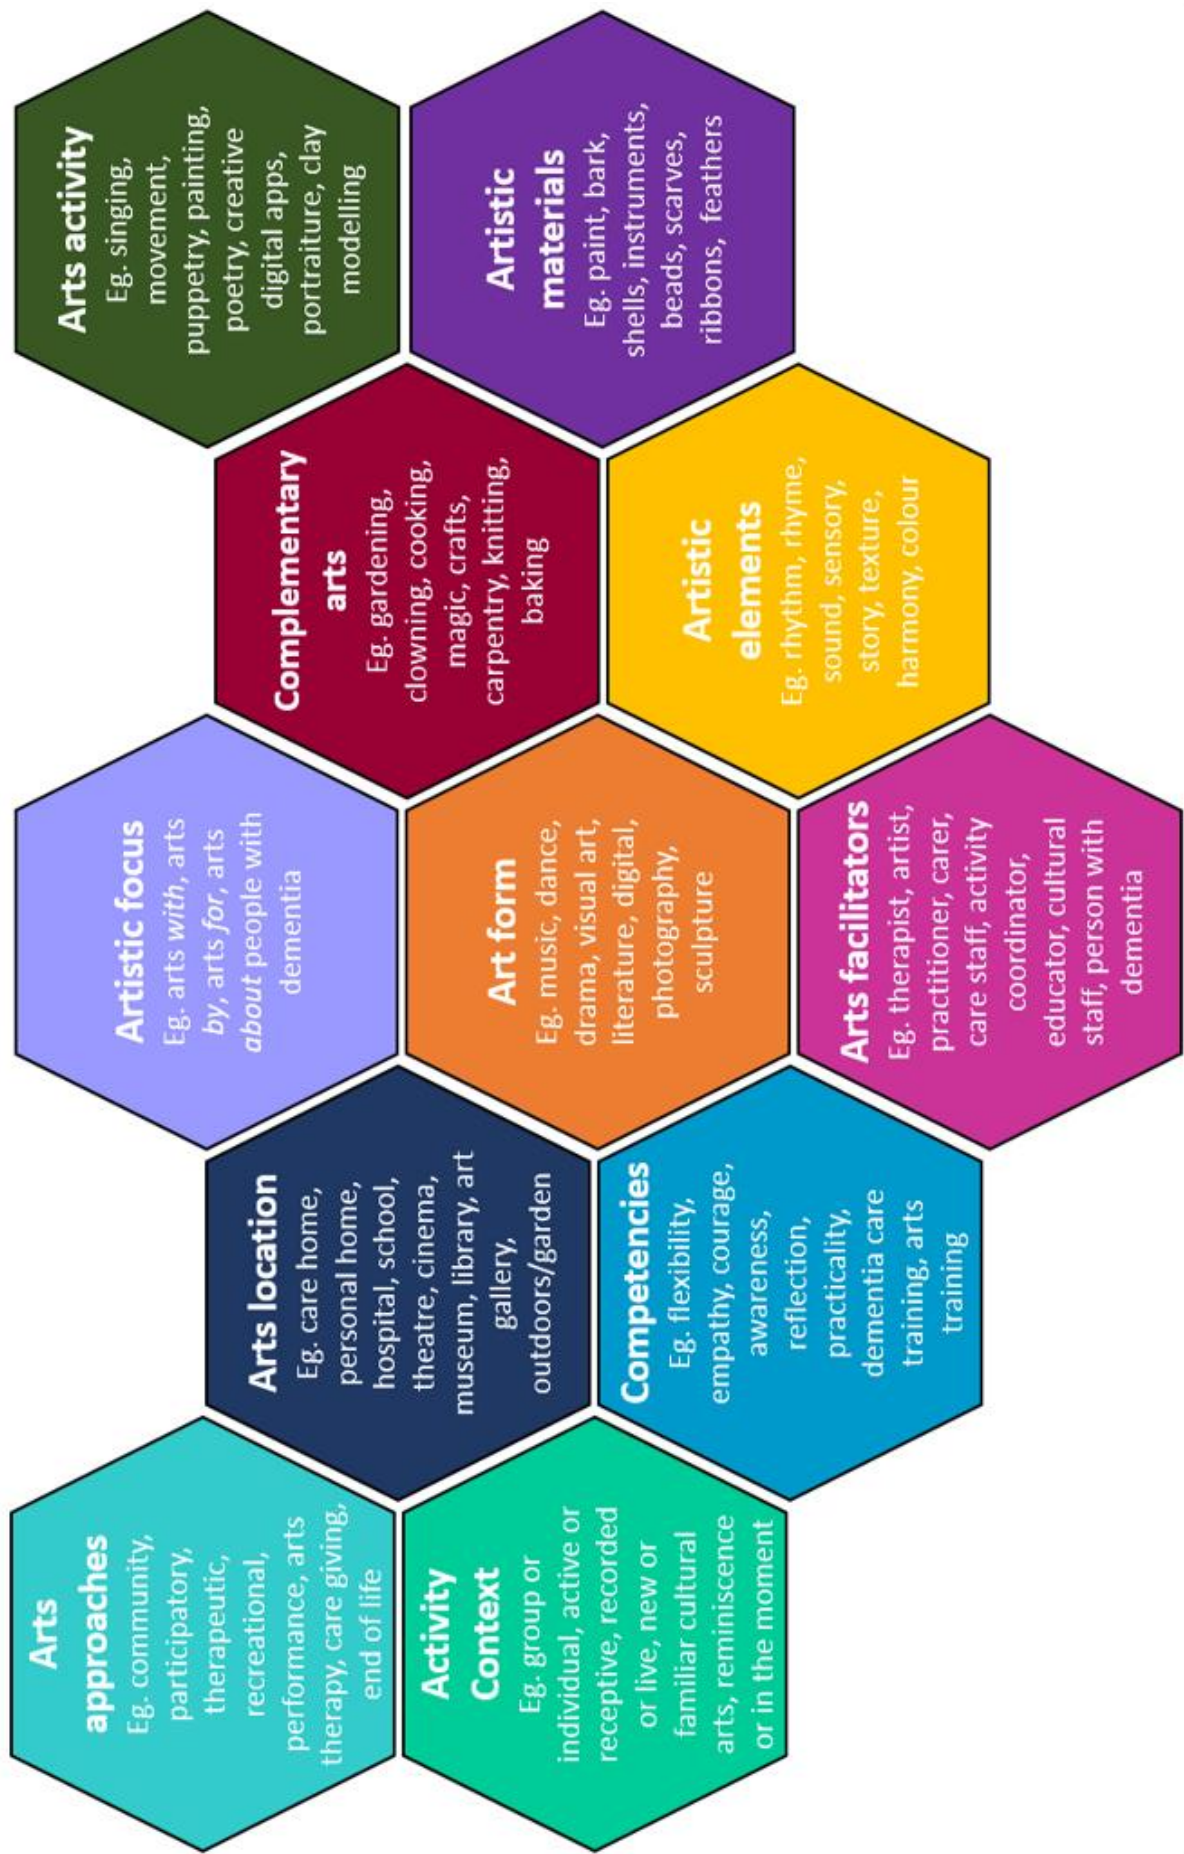 Arts
approaches
Eg. community,
participatory,
therapeutic,
recreational,
performance, arts
therapy, care giving,
end of life
Activity
Context
Eg. group or
individual, active or
receptive, recorded
or live, new or
familiar cultural
arts, reminiscence
or in the moment
Arts location
Eg. care home,
personal home,
hospital, school,
theatre, cinema,
museum, library, art
gallery,
outdoors/garden
Competencies
Eg. flexibility,
empathy, courage,
awareness,
reflection,
practicality,
dementia care
training, arts
training
Artistic focus
Eg. arts with, arts
by, arts for, arts
about people with
dementia
Art form
Eg. music, dance,
drama, visual art,
literature, digital,
photography,
sculpture
Arts facilitators
Eg. therapist, artist,
practitioner, carer,
care staff, activity
coordinator,
educator, cultural
staff, person with
dementia
Complementary
arts
Eg. gardening,
clowning, cooking,
magic, crafts,
carpentry, knitting,
baking
Artistic
elements
Eg. rhythm, rhyme,
sound, sensory,
story, texture,
harmony, colour
Arts activity
Eg. singing,
movement,
puppetry, painting,
poetry, creative
digital apps,
portraiture, clay
modelling
Artistic
materials
Eg. paint, bark,
shells, instruments,
beads, scarves,
ribbons, feathers